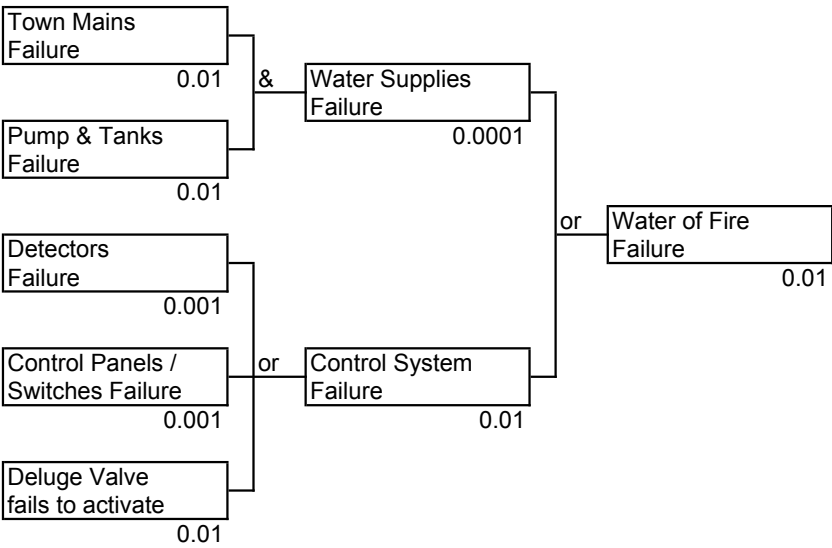 Town Mains
Failure
0.01
&
Pump & Tanks
Failure
0.01
Water Supplies
Failure
0.0001
Detectors
Failure
0.001
Control Panels /
Switches Failure
0.001
Deluge Valve
fails to activate
0.01
or
Control System
Failure
0.01
or
Water of Fire
Failure
0.01